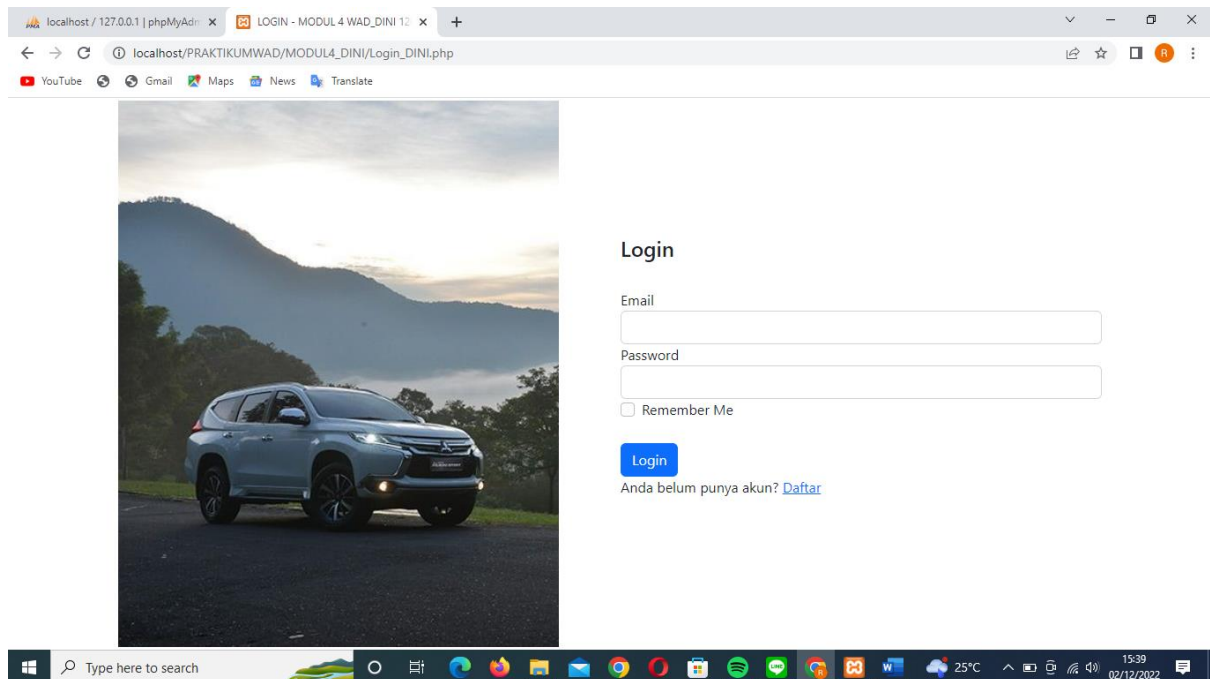 localhost / 127.0.0.1 | phpMyAdm
LOGIN - MODUL 4 WAD_DINI 12
localhost/PRAKTIKUMWAD/MODUL4_DINI/Login_DINI.php
R
YouTube
Gmail
Maps
News
Translate
Login
Email
Password
Remember Me
Login
Anda belum punya akun? Daftar
Type here to search
25°C
15:39
02/12/2022